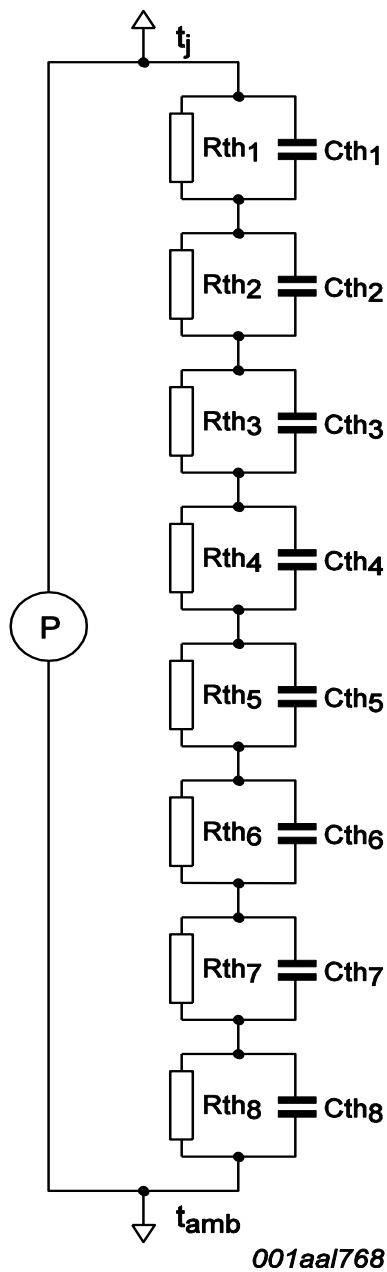 tj
Rth1 Cth1
Rth2 Cth2
Rth3 Cth3
Rth4 Cth4
P
Rth5 Cth5
Rth6 Cth6
Rth7 Cth7
Rth8 Cth8
tamb
001aal768